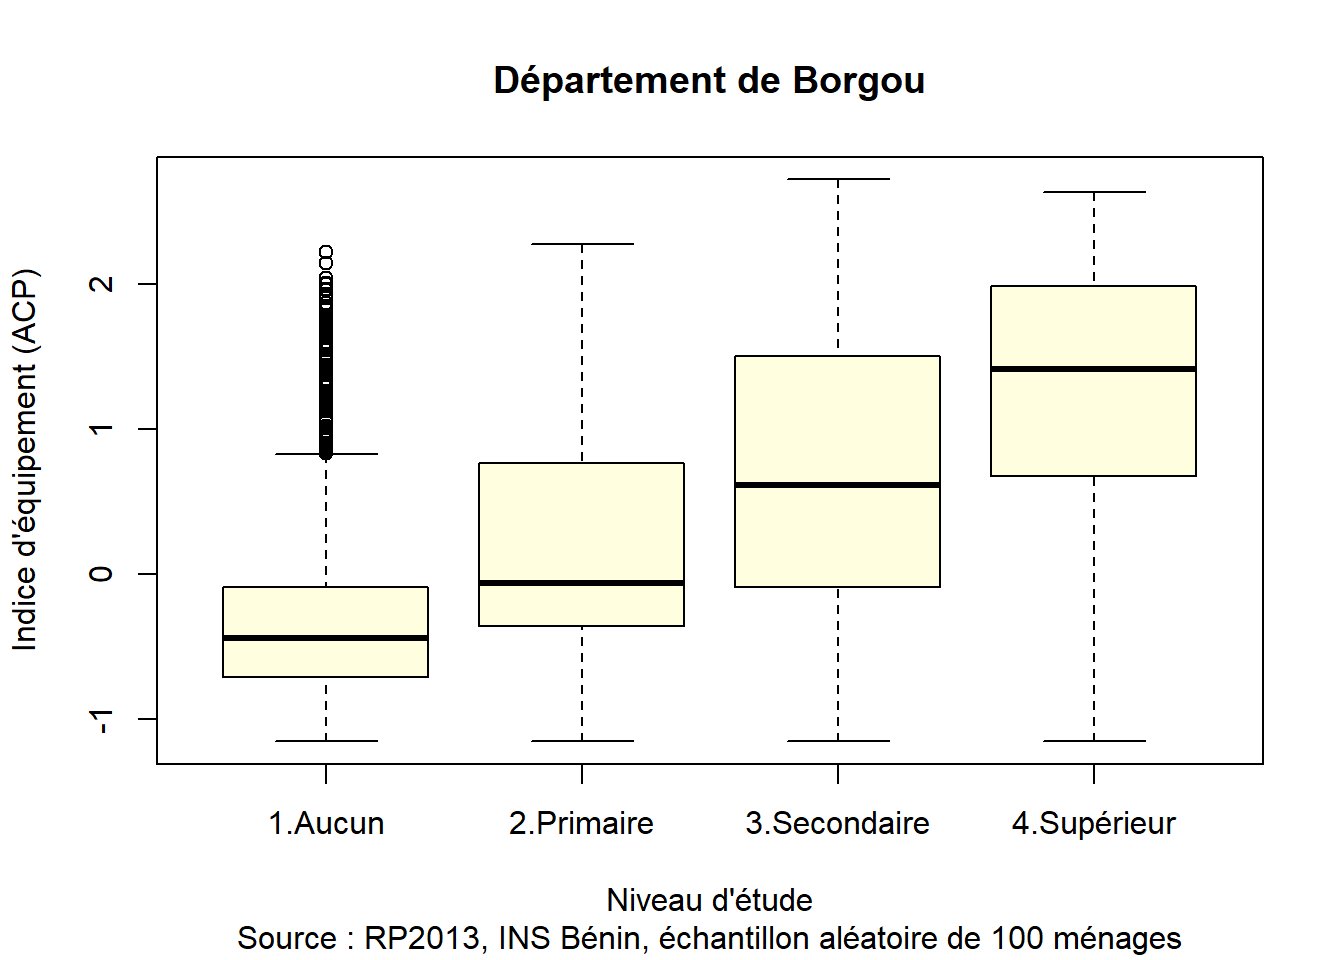 Département de Borgou
Indice d'équipement (ACP)
2
1
0
-1
1.Aucun 2.Primaire 3.Secondaire 4.Supérieur
Niveau d'étude
Source : RP2013, INS Bénin, échantillon aléatoire de 100 ménages